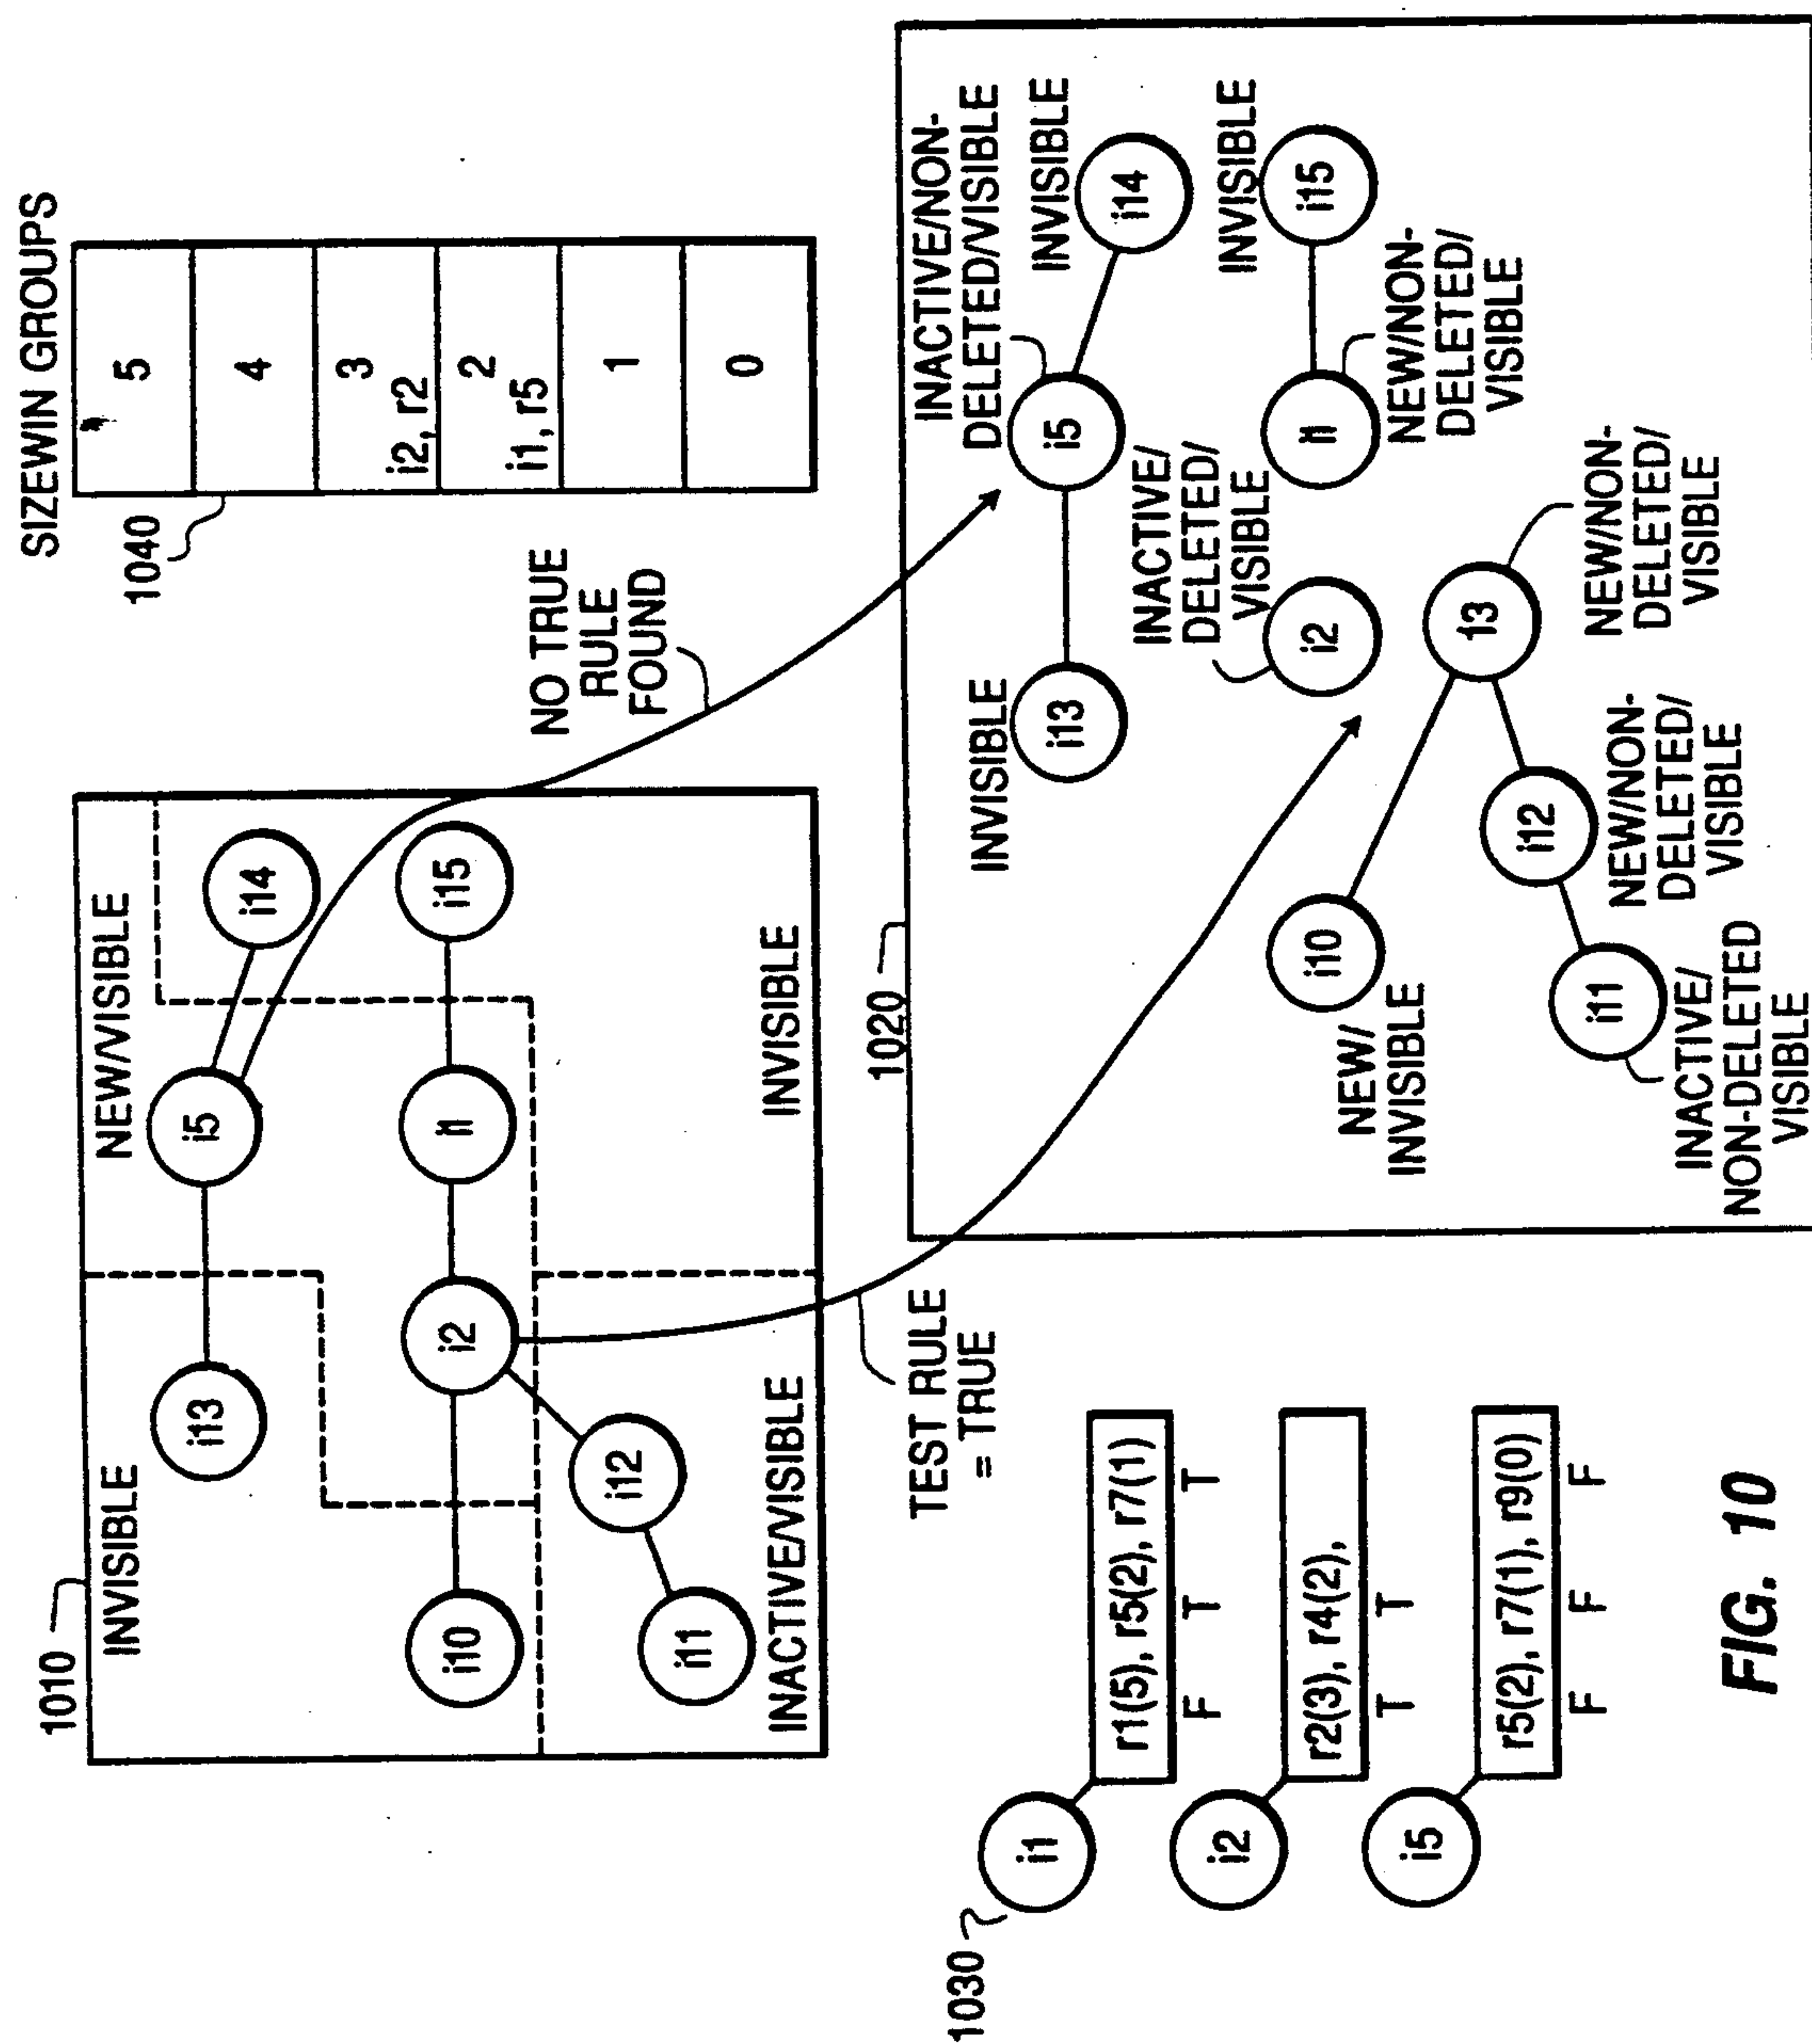 1010
INVISIBLE
NEW/VISIBLE
i13
i5
i14
i10
i2
i1
i15
i12
i11
INACTIVE/VISIBLE
INVISIBLE
SIZEWIN GROUPS
1040
5
4
3
i2, r2
2
i1, r5
1
0
NO TRUE
RULE
FOUND
TEST RULE
= TRUE
1030
i1
r1(5), r5(2), r7(1)
F T T
i2
r2(3), r4(2),
T T
i5
r5(2), r7(1), r9(0)
F F F
1020
INACTIVE/NON-
DELETED/VISIBLE
INVISIBLE
i13
i5
INVISIBLE
i14
INACTIVE/
DELETED/
VISIBLE
i2
i1
INVISIBLE
i15
NEW/NON-
DELETED/
VISIBLE
NEW/
INVISIBLE
i10
13
NEW/NON-
DELETED/
VISIBLE
i12
NEW/NON-
DELETED/
VISIBLE
i11
INACTIVE/
NON-DELETED
VISIBLE
FIG. 10